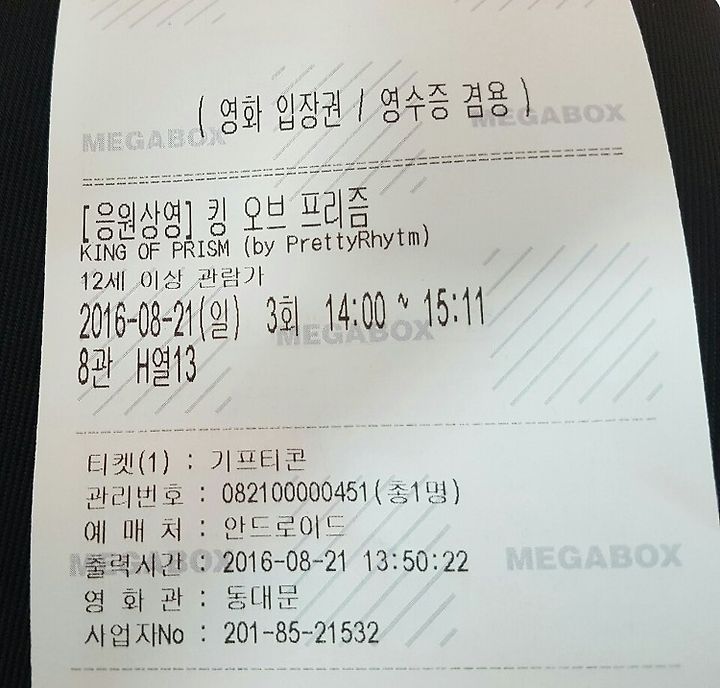 ( 영화 입장권 / 영수증 겸용 )
MEGABOX MEGABOX
[응원상영] 킹 오브 프리즘
KING OF PRISM (by PrettyRhytm)
12세 이상 관람가
2016-08-21(일) 3회 14:00 ~ 15:11
MEGABOX
8관 H열13
티켓(1) : 기프티콘
관리번호 : 082100000451(총1명)
예 매 처 : 안드로이드
출력시간 : 2016-08-21 13:50:22
MEGABOX MEGABOX
영 화 관 : 동대문
사업자No : 201-85-21532